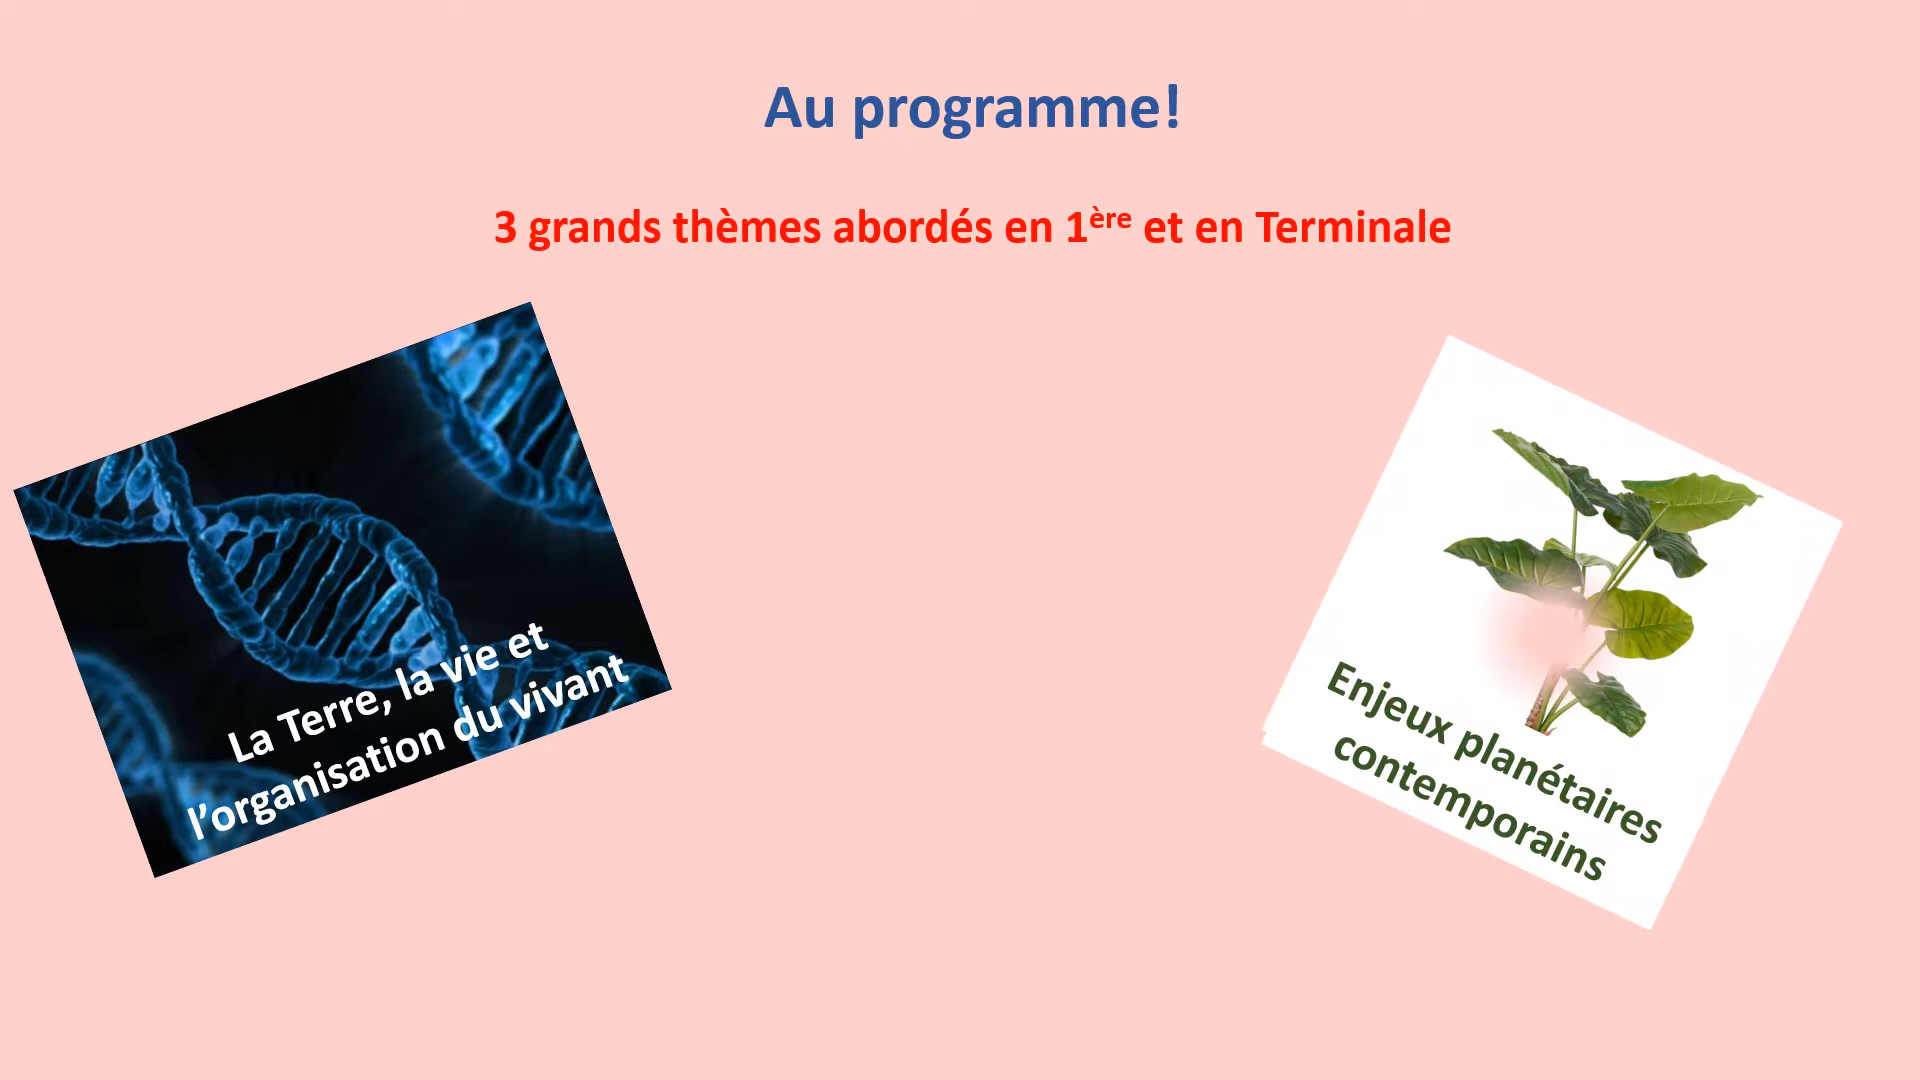 Au programme!
3 grands thèmes abordés en 1ère et en Terminale
La Terre, la vie et
l’organisation du vivant
Enjeux planétaires
contemporains